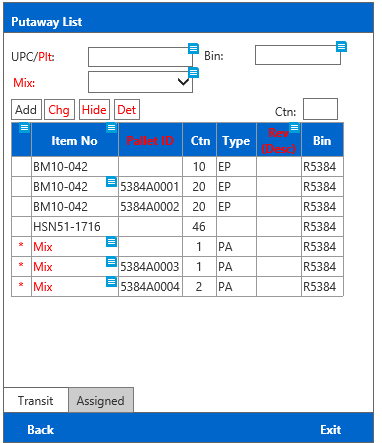 Putaway List
UPC/Plt: Bin:
Mix:
Add Chg Hide Det Ctn:
Item No Pallet ID Ctn Type Rev (Desc) Bin
BM10-042 10 EP R5384
BM10-042 5384A0001 20 EP R5384
BM10-042 5384A0002 20 EP R5384
HSN51-1716 46 R5384
* Mix 1 PA R5384
* Mix 5384A0003 1 PA R5384
* Mix 5384A0004 2 PA R5384
Transit Assigned
Back Exit